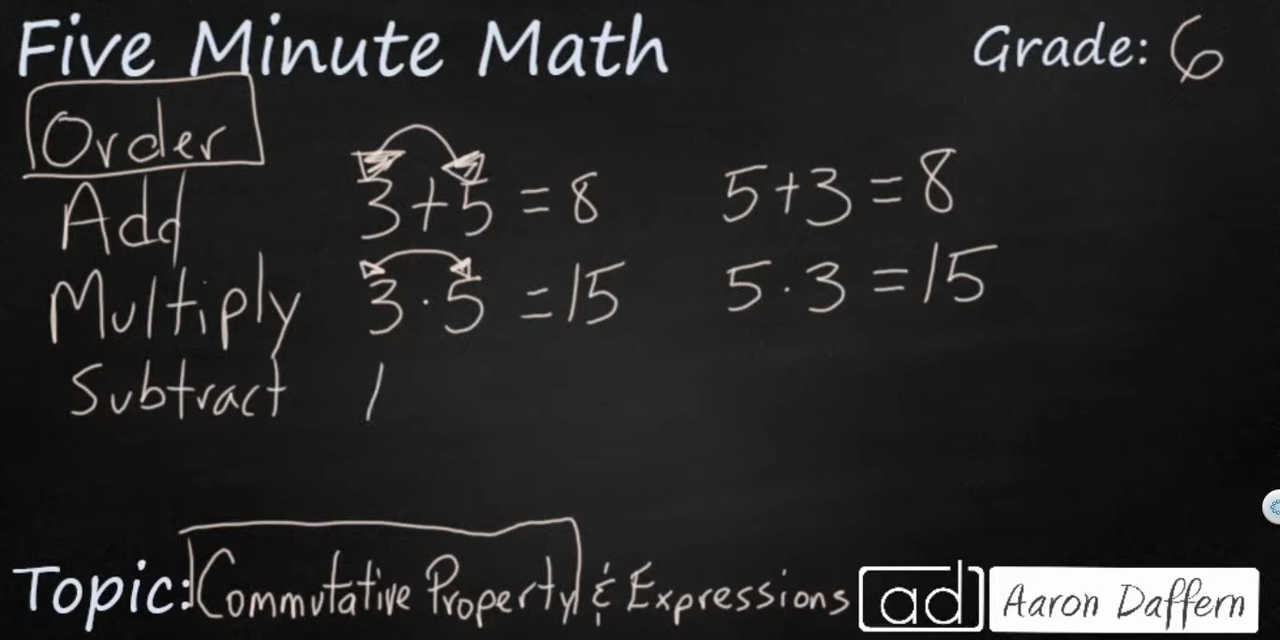 Five Minute Math Grade: 6
Order
Add 3+5 = 8 5+3 = 8
Multiply 3·5 = 15 5·3 = 15
Subtract 1
Topic: Commutative Property & Expressions ad Aaron Daffern